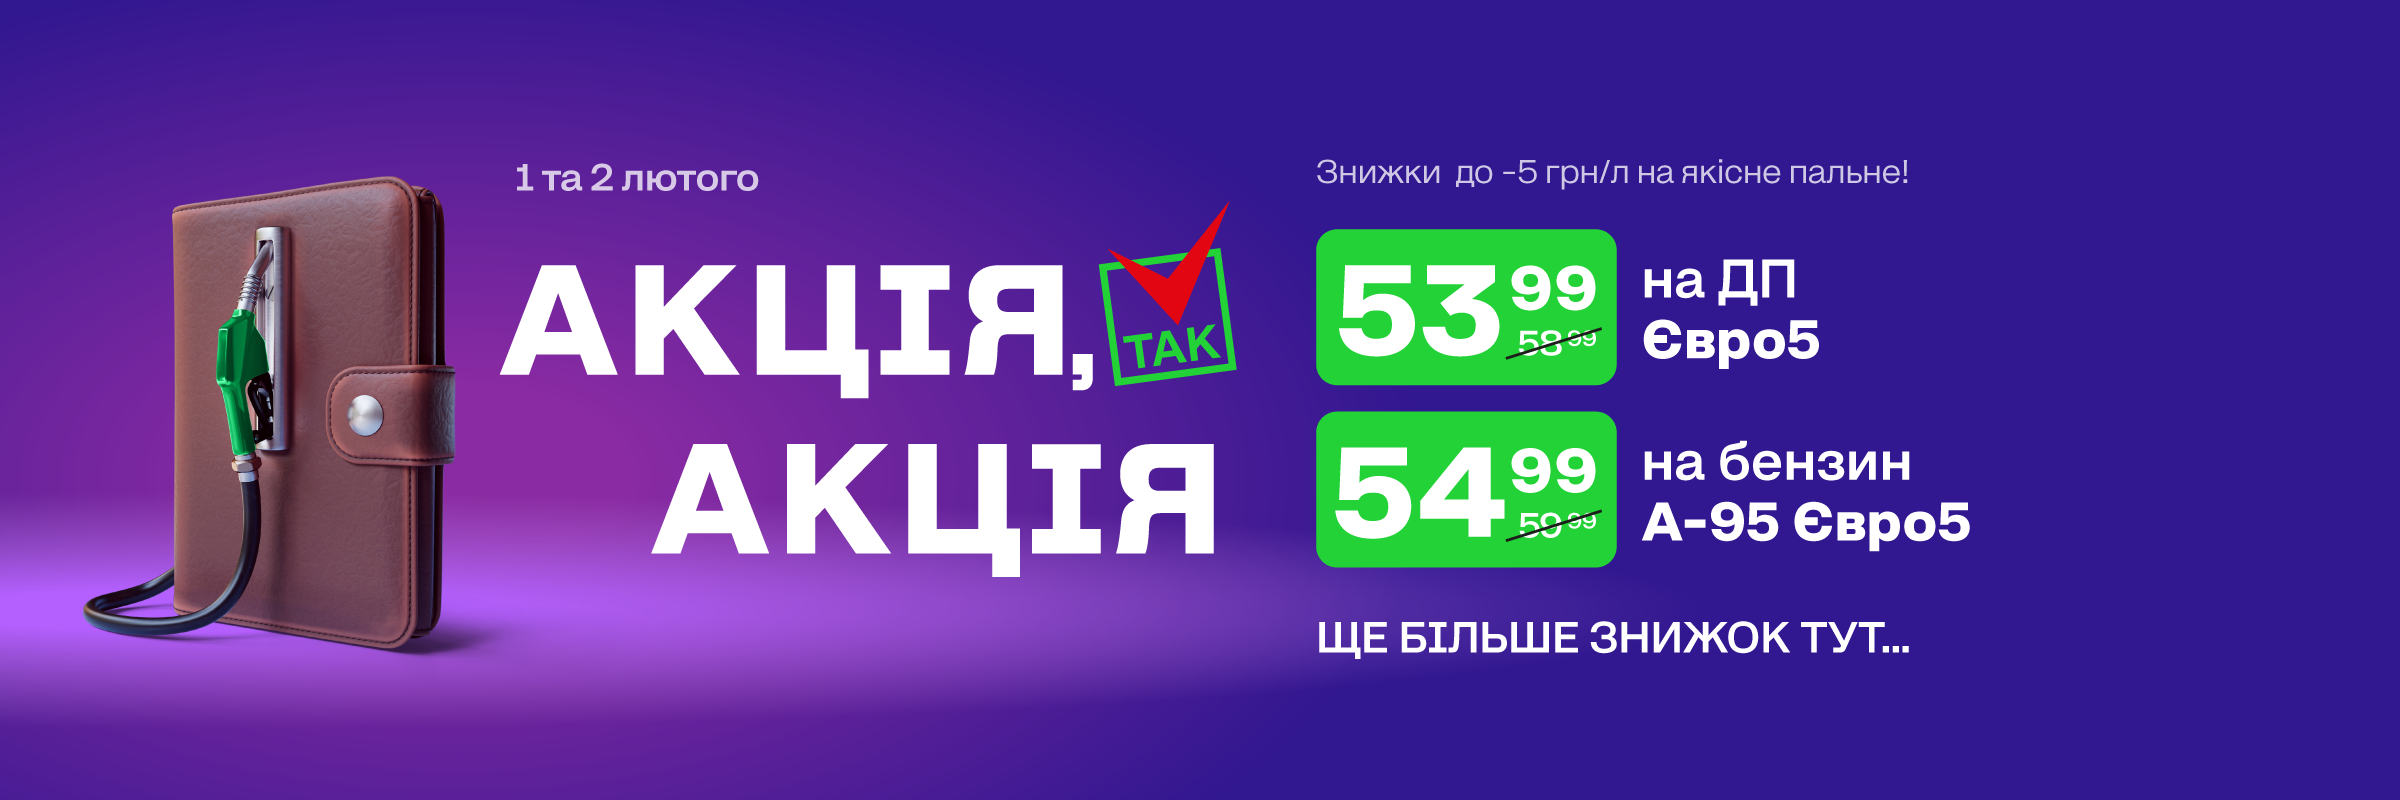 1 та 2 лютого
АКЦІЯ,
ТАК
АКЦІЯ
Знижки до -5 грн/л на якісне пальне!
53 99
58 99
на ДП
Євро5
54 99
59 99
на бензин
А-95 Євро5
ЩЕ БІЛЬШЕ ЗНИЖОК ТУТ...